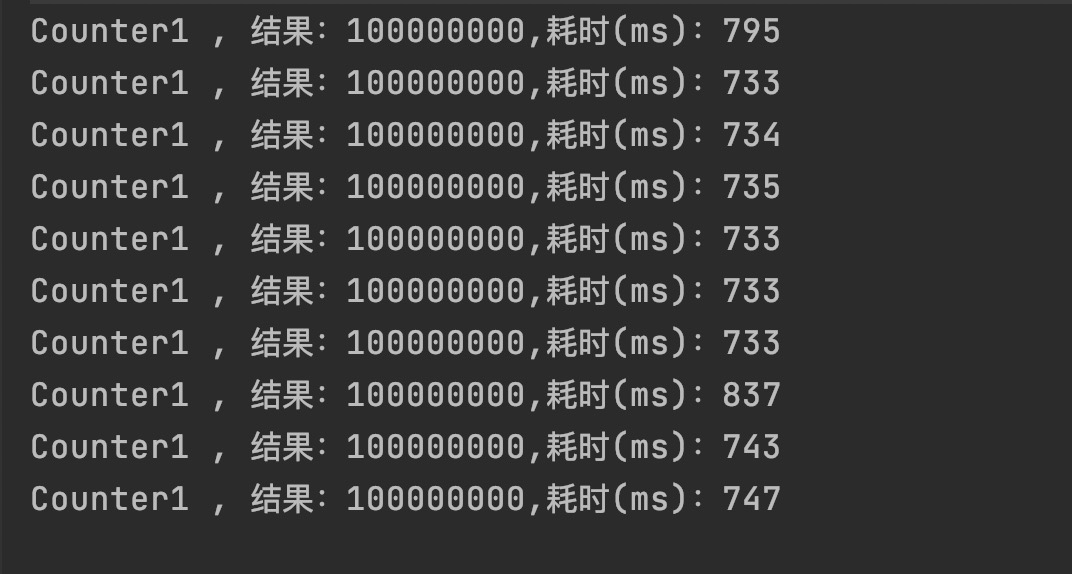 Counter1 , 结果：100000000,耗时(ms)：795
Counter1 , 结果：100000000,耗时(ms)：733
Counter1 , 结果：100000000,耗时(ms)：734
Counter1 , 结果：100000000,耗时(ms)：735
Counter1 , 结果：100000000,耗时(ms)：733
Counter1 , 结果：100000000,耗时(ms)：733
Counter1 , 结果：100000000,耗时(ms)：733
Counter1 , 结果：100000000,耗时(ms)：837
Counter1 , 结果：100000000,耗时(ms)：743
Counter1 , 结果：100000000,耗时(ms)：747